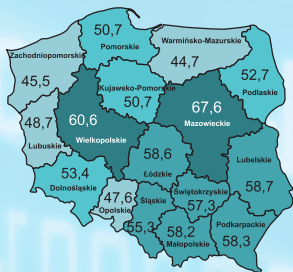 50,7
Pomorskie
Warmińsko-Mazurskie
44,7
Zachodniopomorskie
45,5
Kujawsko-Pomorskie
50,7
52,7
Podlaskie
67,6
Mazowieckie
48,7
Lubuskie
60,6
Wielkopolskie
58,6
Łódzkie
Lubelskie
58,7
53,4
Dolnośląskie
47,6
Opolskie
Śląskie
55,3
Świętokrzyskie
57,3
58,2
Małopolskie
Podkarpackie
58,3